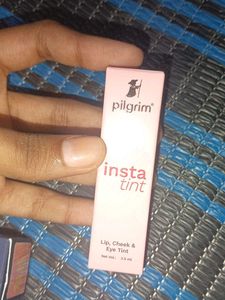 pilgrim®
insta
tint
Lip, Cheek &
Eye Tint